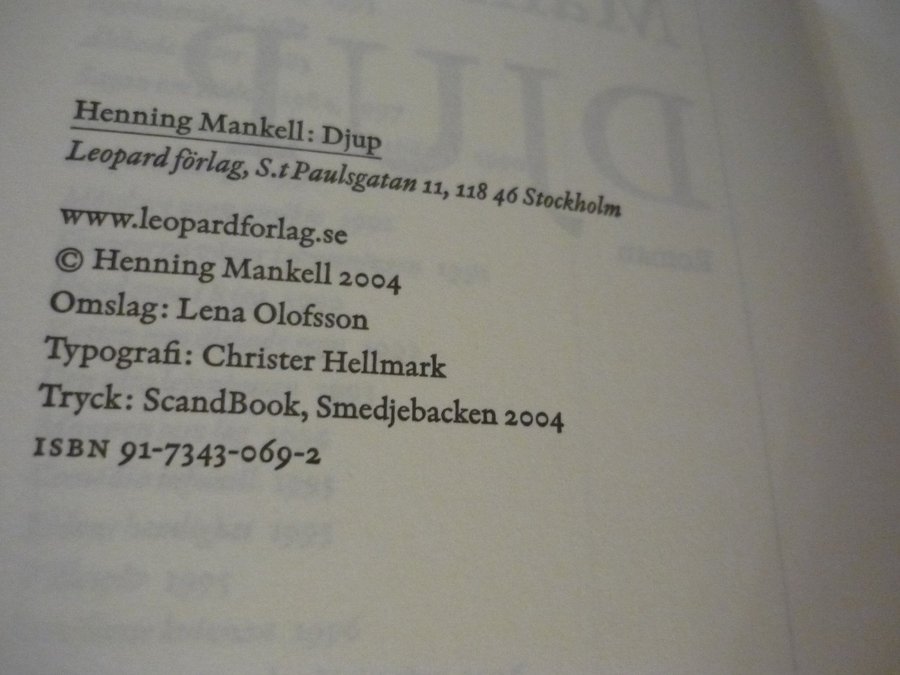 Henning Mankell: Djup
Leopard förlag, S.t Paulsgatan 11, 118 46 Stockholm
www.leopardforlag.se
© Henning Mankell 2004
Omslag: Lena Olofsson
Typografi: Christer Hellmark
Tryck: ScandBook, Smedjebacken 2004
ISBN 91-7343-069-2